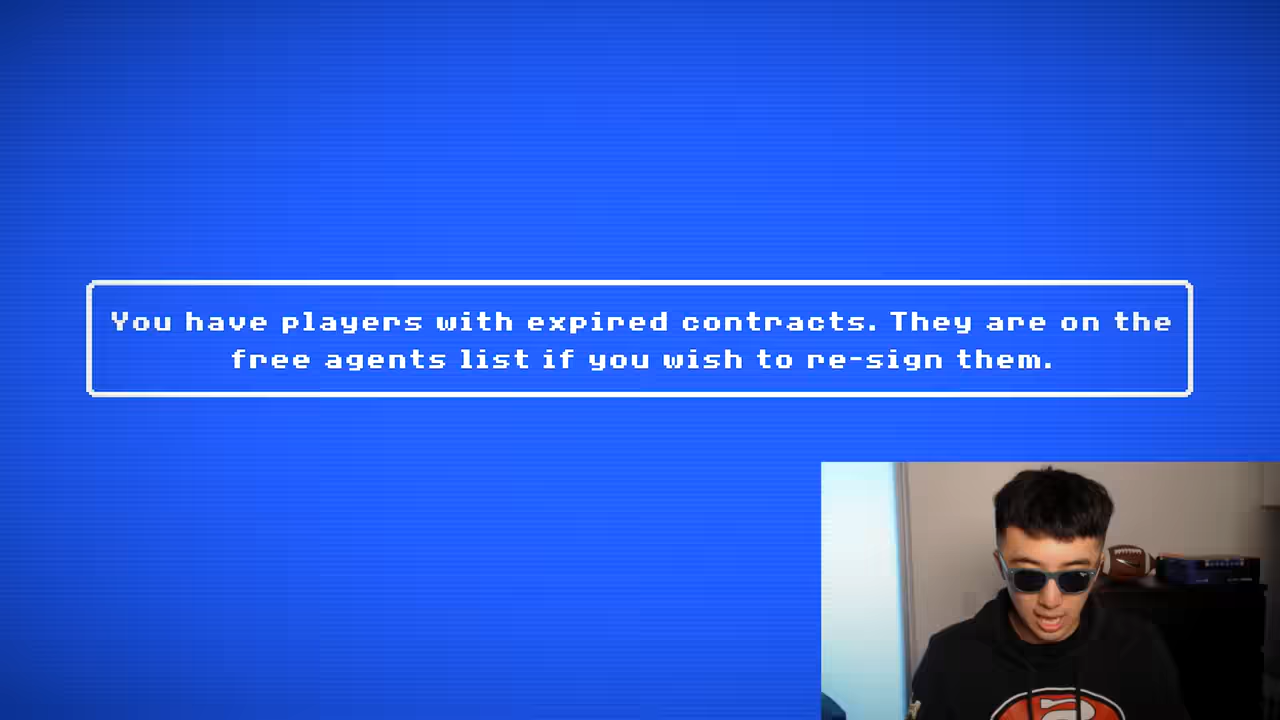 You have players with expired contracts. They are on the
free agents list if you wish to re-sign them.